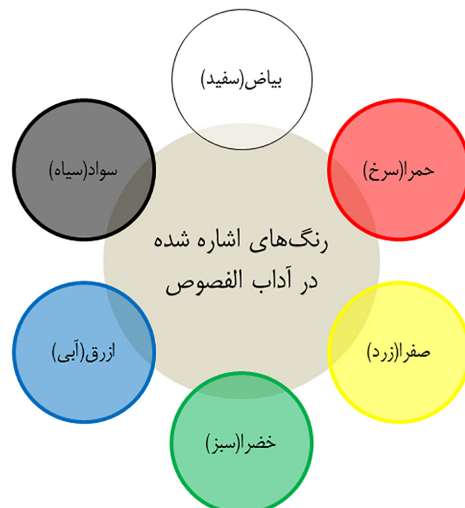 بیاض(سفید)
حمرا(سرخ)
سواد(سیاه)
رنگ‌های اشاره شده
در آداب الفصوص
صفرا(زرد)
ازرق(آبی)
خضرا(سبز)